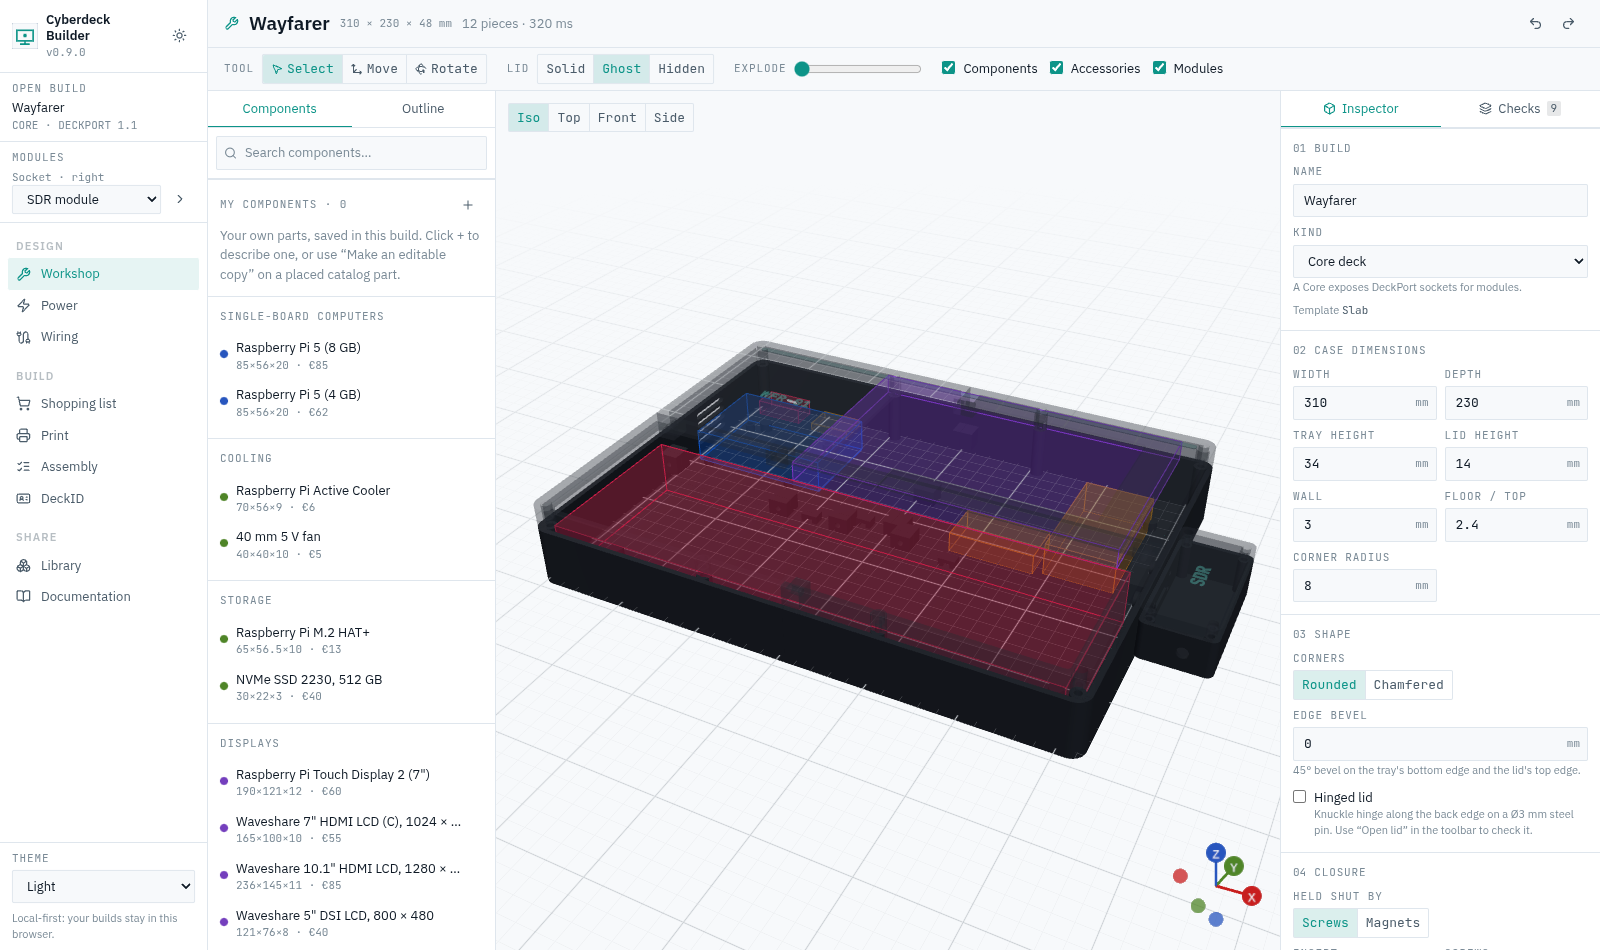 Cyberdeck
Builder
v0.9.0
OPEN BUILD
Wayfarer
CORE · DECKPORT 1.1
MODULES
Socket · right
SDR module
DESIGN
Workshop
Power
Wiring
BUILD
Shopping list
Print
Assembly
DeckID
SHARE
Library
Documentation
THEME
Light
Local-first: your builds stay in this
browser.
Wayfarer 310 × 230 × 48 mm 12 pieces · 320 ms
TOOL Select Move Rotate LID Solid Ghost Hidden EXPLODE Components Accessories Modules
Components Outline
Search components...
MY COMPONENTS · 0
Your own parts, saved in this build. Click + to
describe one, or use “Make an editable
copy” on a placed catalog part.
SINGLE-BOARD COMPUTERS
Raspberry Pi 5 (8 GB)
85×56×20 · €85
Raspberry Pi 5 (4 GB)
85×56×20 · €62
COOLING
Raspberry Pi Active Cooler
70×56×9 · €6
40 mm 5 V fan
40×40×10 · €5
STORAGE
Raspberry Pi M.2 HAT+
65×56.5×10 · €13
NVMe SSD 2230, 512 GB
30×22×3 · €40
DISPLAYS
Raspberry Pi Touch Display 2 (7")
190×121×12 · €60
Waveshare 7" HDMI LCD (C), 1024 × ...
165×100×10 · €55
Waveshare 10.1" HDMI LCD, 1280 × ...
236×145×11 · €85
Waveshare 5" DSI LCD, 800 × 480
121×76×8 · €40
Iso Top Front Side
SDR
Z
Y
X
Inspector Checks 9
01 BUILD
NAME
Wayfarer
KIND
Core deck
A Core exposes DeckPort sockets for modules.
Template Slab
02 CASE DIMENSIONS
WIDTH DEPTH
310 mm 230 mm
TRAY HEIGHT LID HEIGHT
34 mm 14 mm
WALL FLOOR / TOP
3 mm 2.4 mm
CORNER RADIUS
8 mm
03 SHAPE
CORNERS
Rounded Chamfered
EDGE BEVEL
0 mm
45° bevel on the tray's bottom edge and the lid's top edge.
Hinged lid
Knuckle hinge along the back edge on a Ø3 mm steel
pin. Use “Open lid” in the toolbar to check it.
04 CLOSURE
HELD SHUT BY
Screws Magnets